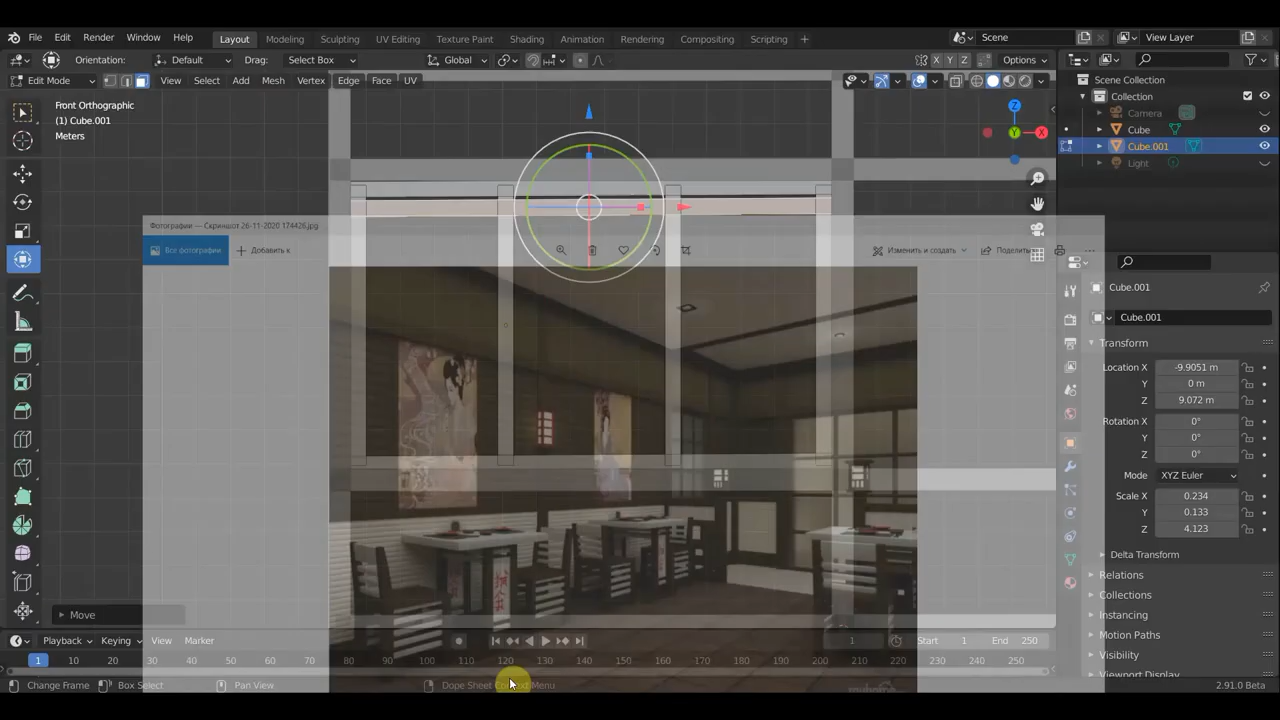 File Edit Render Window Help Layout Modeling Sculpting UV Editing Texture Paint Shading Animation Rendering Compositing Scripting + Scene View Layer
Orientation: Default Drag: Select Box Global X Y Z Options
Edit Mode View Select Add Mesh Vertex Edge Face UV
Front Orthographic
(1) Cube.001
Meters
Scene Collection
Collection
Camera
Cube
Cube.001
Light
Z
Y
X
Фотографии — Скриншот 26-11-2020 174426.jpg
Все фотографии + Добавить к Изменить и создать Поделиться
Cube.001
Cube.001
Transform
Location X -9.9051 m
Y 0 m
Z 9.072 m
Rotation X 0°
Y 0°
Z 0°
Mode XYZ Euler
Scale X 0.234
Y 0.133
Z 4.123
Delta Transform
Relations
Collections
Instancing
Motion Paths
Visibility
Viewport Display
Move
Playback Keying View Marker 1 Start 1 End 250
1 10 20 30 40 50 60 70 80 90 100 110 120 130 140 150 160 170 180 190 200 210 220 230 240 250
Change Frame Box Select Pan View Dope Sheet Context Menu 2.91.0 Beta